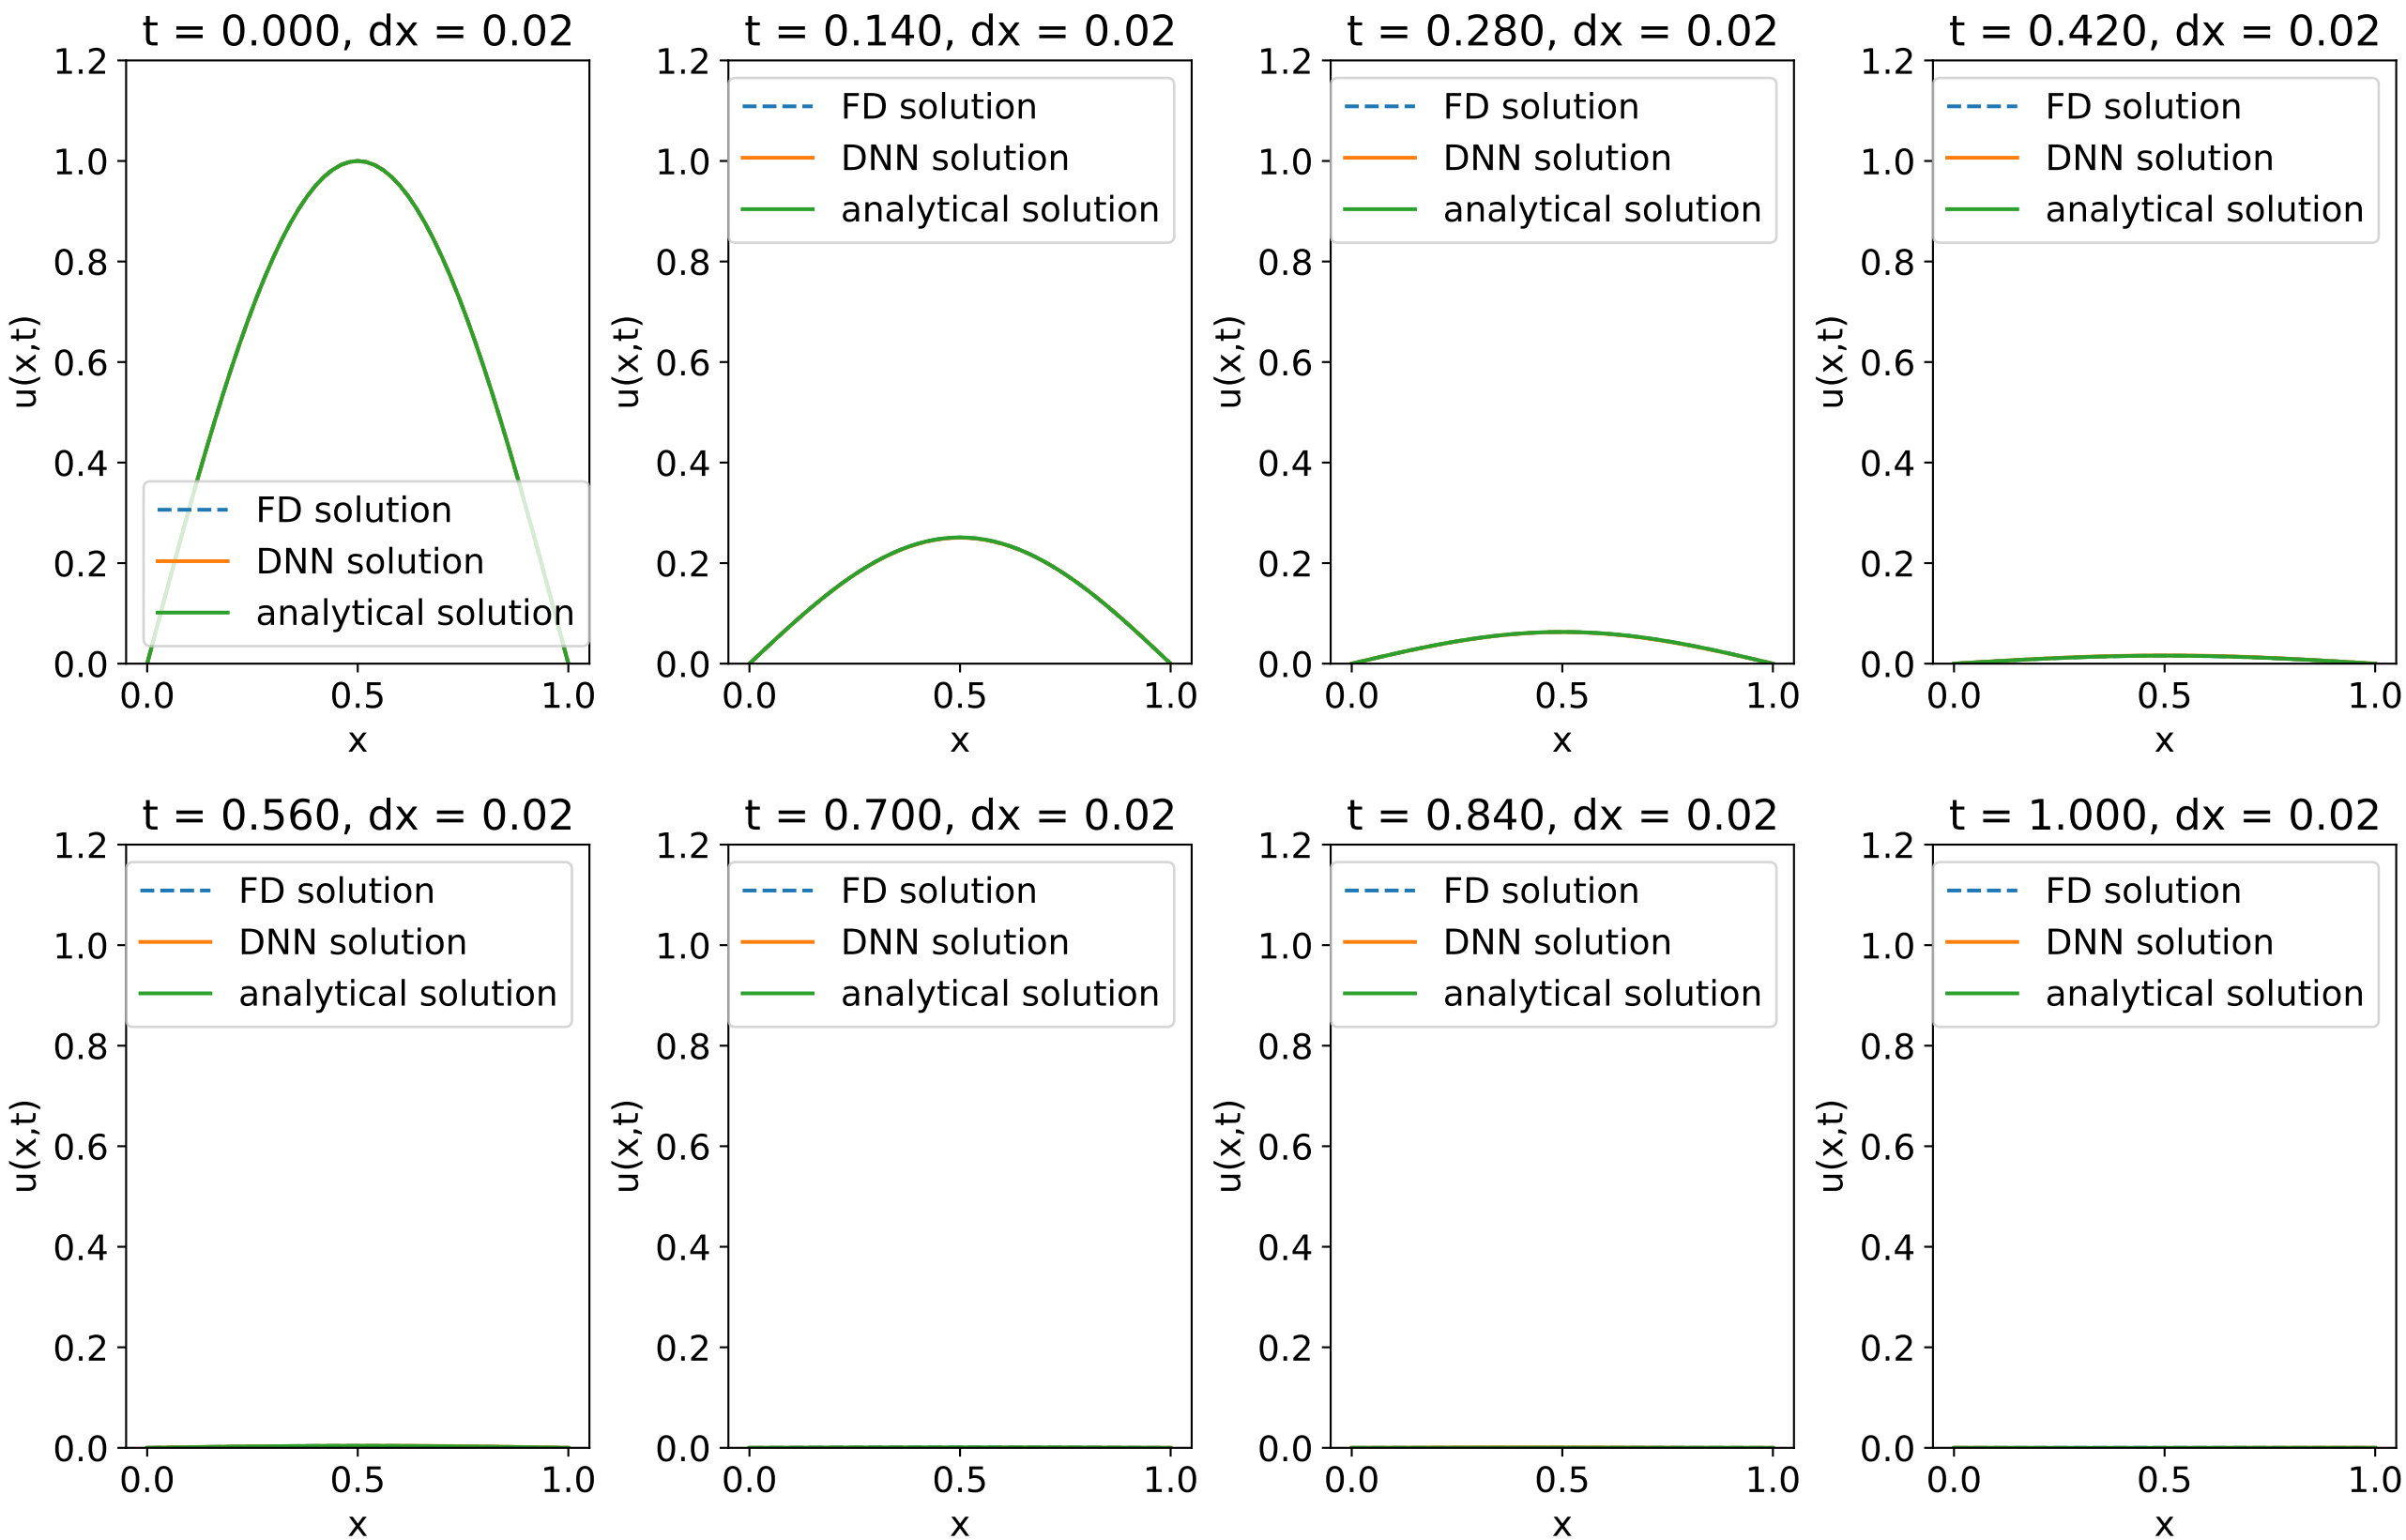 t = 0.000, dx = 0.02
1.2
1.0
0.8
0.6
0.4
0.2
0.0
u(x,t)
FD solution
DNN solution
analytical solution
0.0 0.5 1.0
x
t = 0.140, dx = 0.02
1.2
1.0
0.8
0.6
0.4
0.2
0.0
u(x,t)
FD solution
DNN solution
analytical solution
0.0 0.5 1.0
x
t = 0.280, dx = 0.02
1.2
1.0
0.8
0.6
0.4
0.2
0.0
u(x,t)
FD solution
DNN solution
analytical solution
0.0 0.5 1.0
x
t = 0.420, dx = 0.02
1.2
1.0
0.8
0.6
0.4
0.2
0.0
u(x,t)
FD solution
DNN solution
analytical solution
0.0 0.5 1.0
x
t = 0.560, dx = 0.02
1.2
1.0
0.8
0.6
0.4
0.2
0.0
u(x,t)
FD solution
DNN solution
analytical solution
0.0 0.5 1.0
x
t = 0.700, dx = 0.02
1.2
1.0
0.8
0.6
0.4
0.2
0.0
u(x,t)
FD solution
DNN solution
analytical solution
0.0 0.5 1.0
x
t = 0.840, dx = 0.02
1.2
1.0
0.8
0.6
0.4
0.2
0.0
u(x,t)
FD solution
DNN solution
analytical solution
0.0 0.5 1.0
x
t = 1.000, dx = 0.02
1.2
1.0
0.8
0.6
0.4
0.2
0.0
u(x,t)
FD solution
DNN solution
analytical solution
0.0 0.5 1.0
x